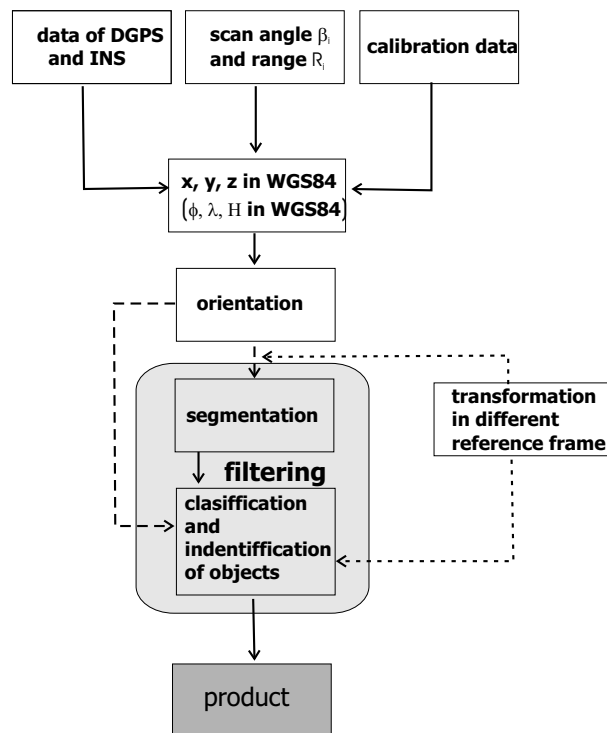 data of DGPS
and INS
scan angle βi
and range Ri
calibration data
x, y, z in WGS84
(ϕ, λ, H in WGS84)
orientation
segmentation
filtering
clasiffication
and
indentiffication
of objects
transformation
in different
reference frame
product